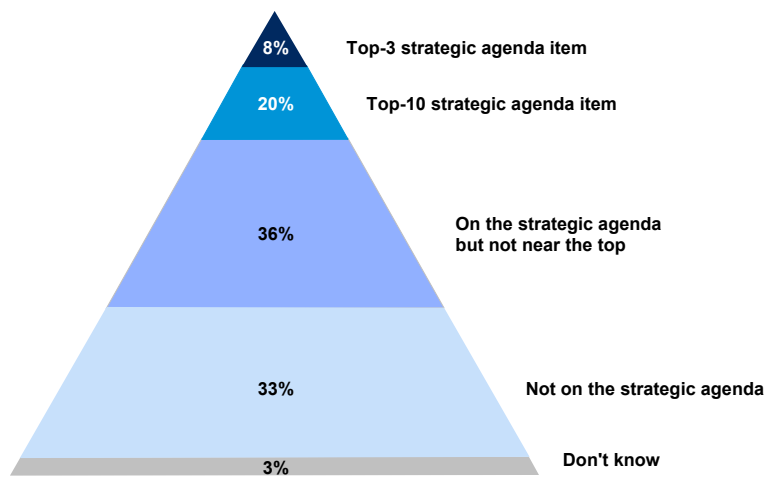 8%
Top-3 strategic agenda item
20%
Top-10 strategic agenda item
36%
On the strategic agenda
but not near the top
33%
Not on the strategic agenda
3%
Don't know